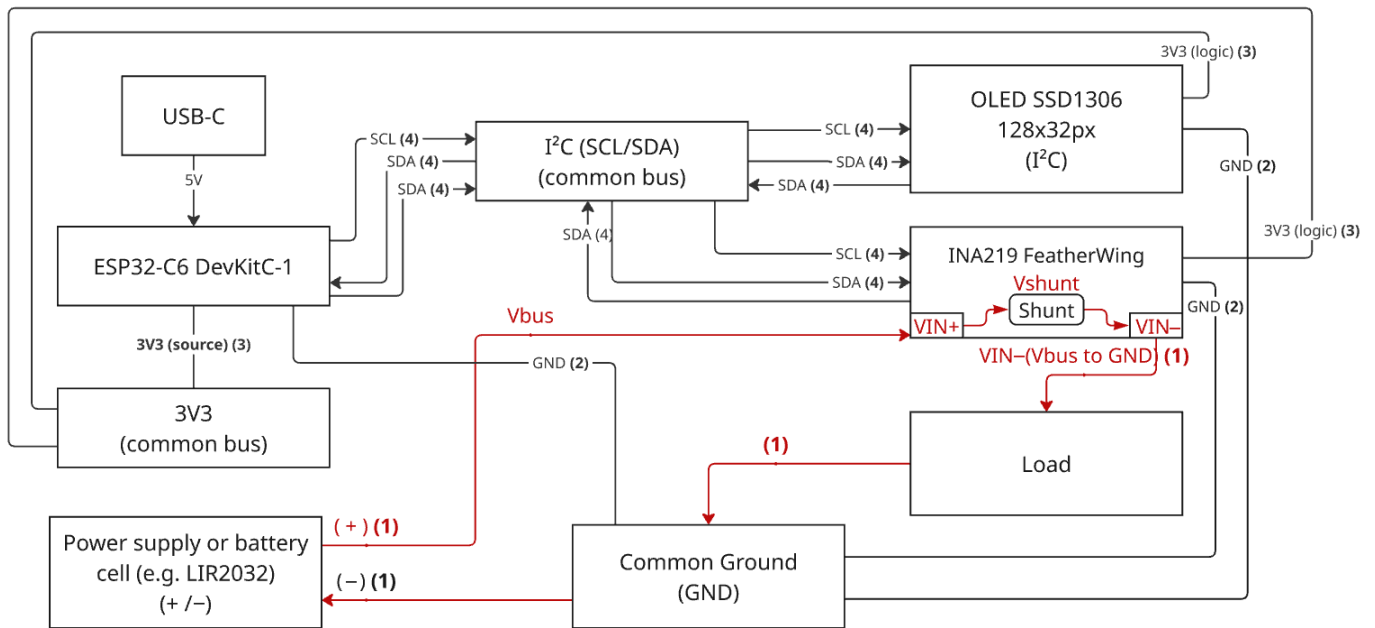 3V3 (logic) (3)
USB-C
5V
ESP32-C6 DevKitC-1
3V3 (source) (3)
3V3
(common bus)
SCL (4)
SDA (4)
SDA (4)
I²C (SCL/SDA)
(common bus)
SCL (4)
SDA (4)
SDA (4)
OLED SSD1306
128x32px
(I²C)
GND (2)
3V3 (logic) (3)
SDA (4)
SCL (4)
SDA (4)
INA219 FeatherWing
Vshunt
Shunt
VIN+
VIN–
GND (2)
Vbus
VIN–(Vbus to GND) (1)
GND (2)
Load
(1)
Power supply or battery
cell (e.g. LIR2032)
(+ /−)
( + ) (1)
(−) (1)
Common Ground
(GND)